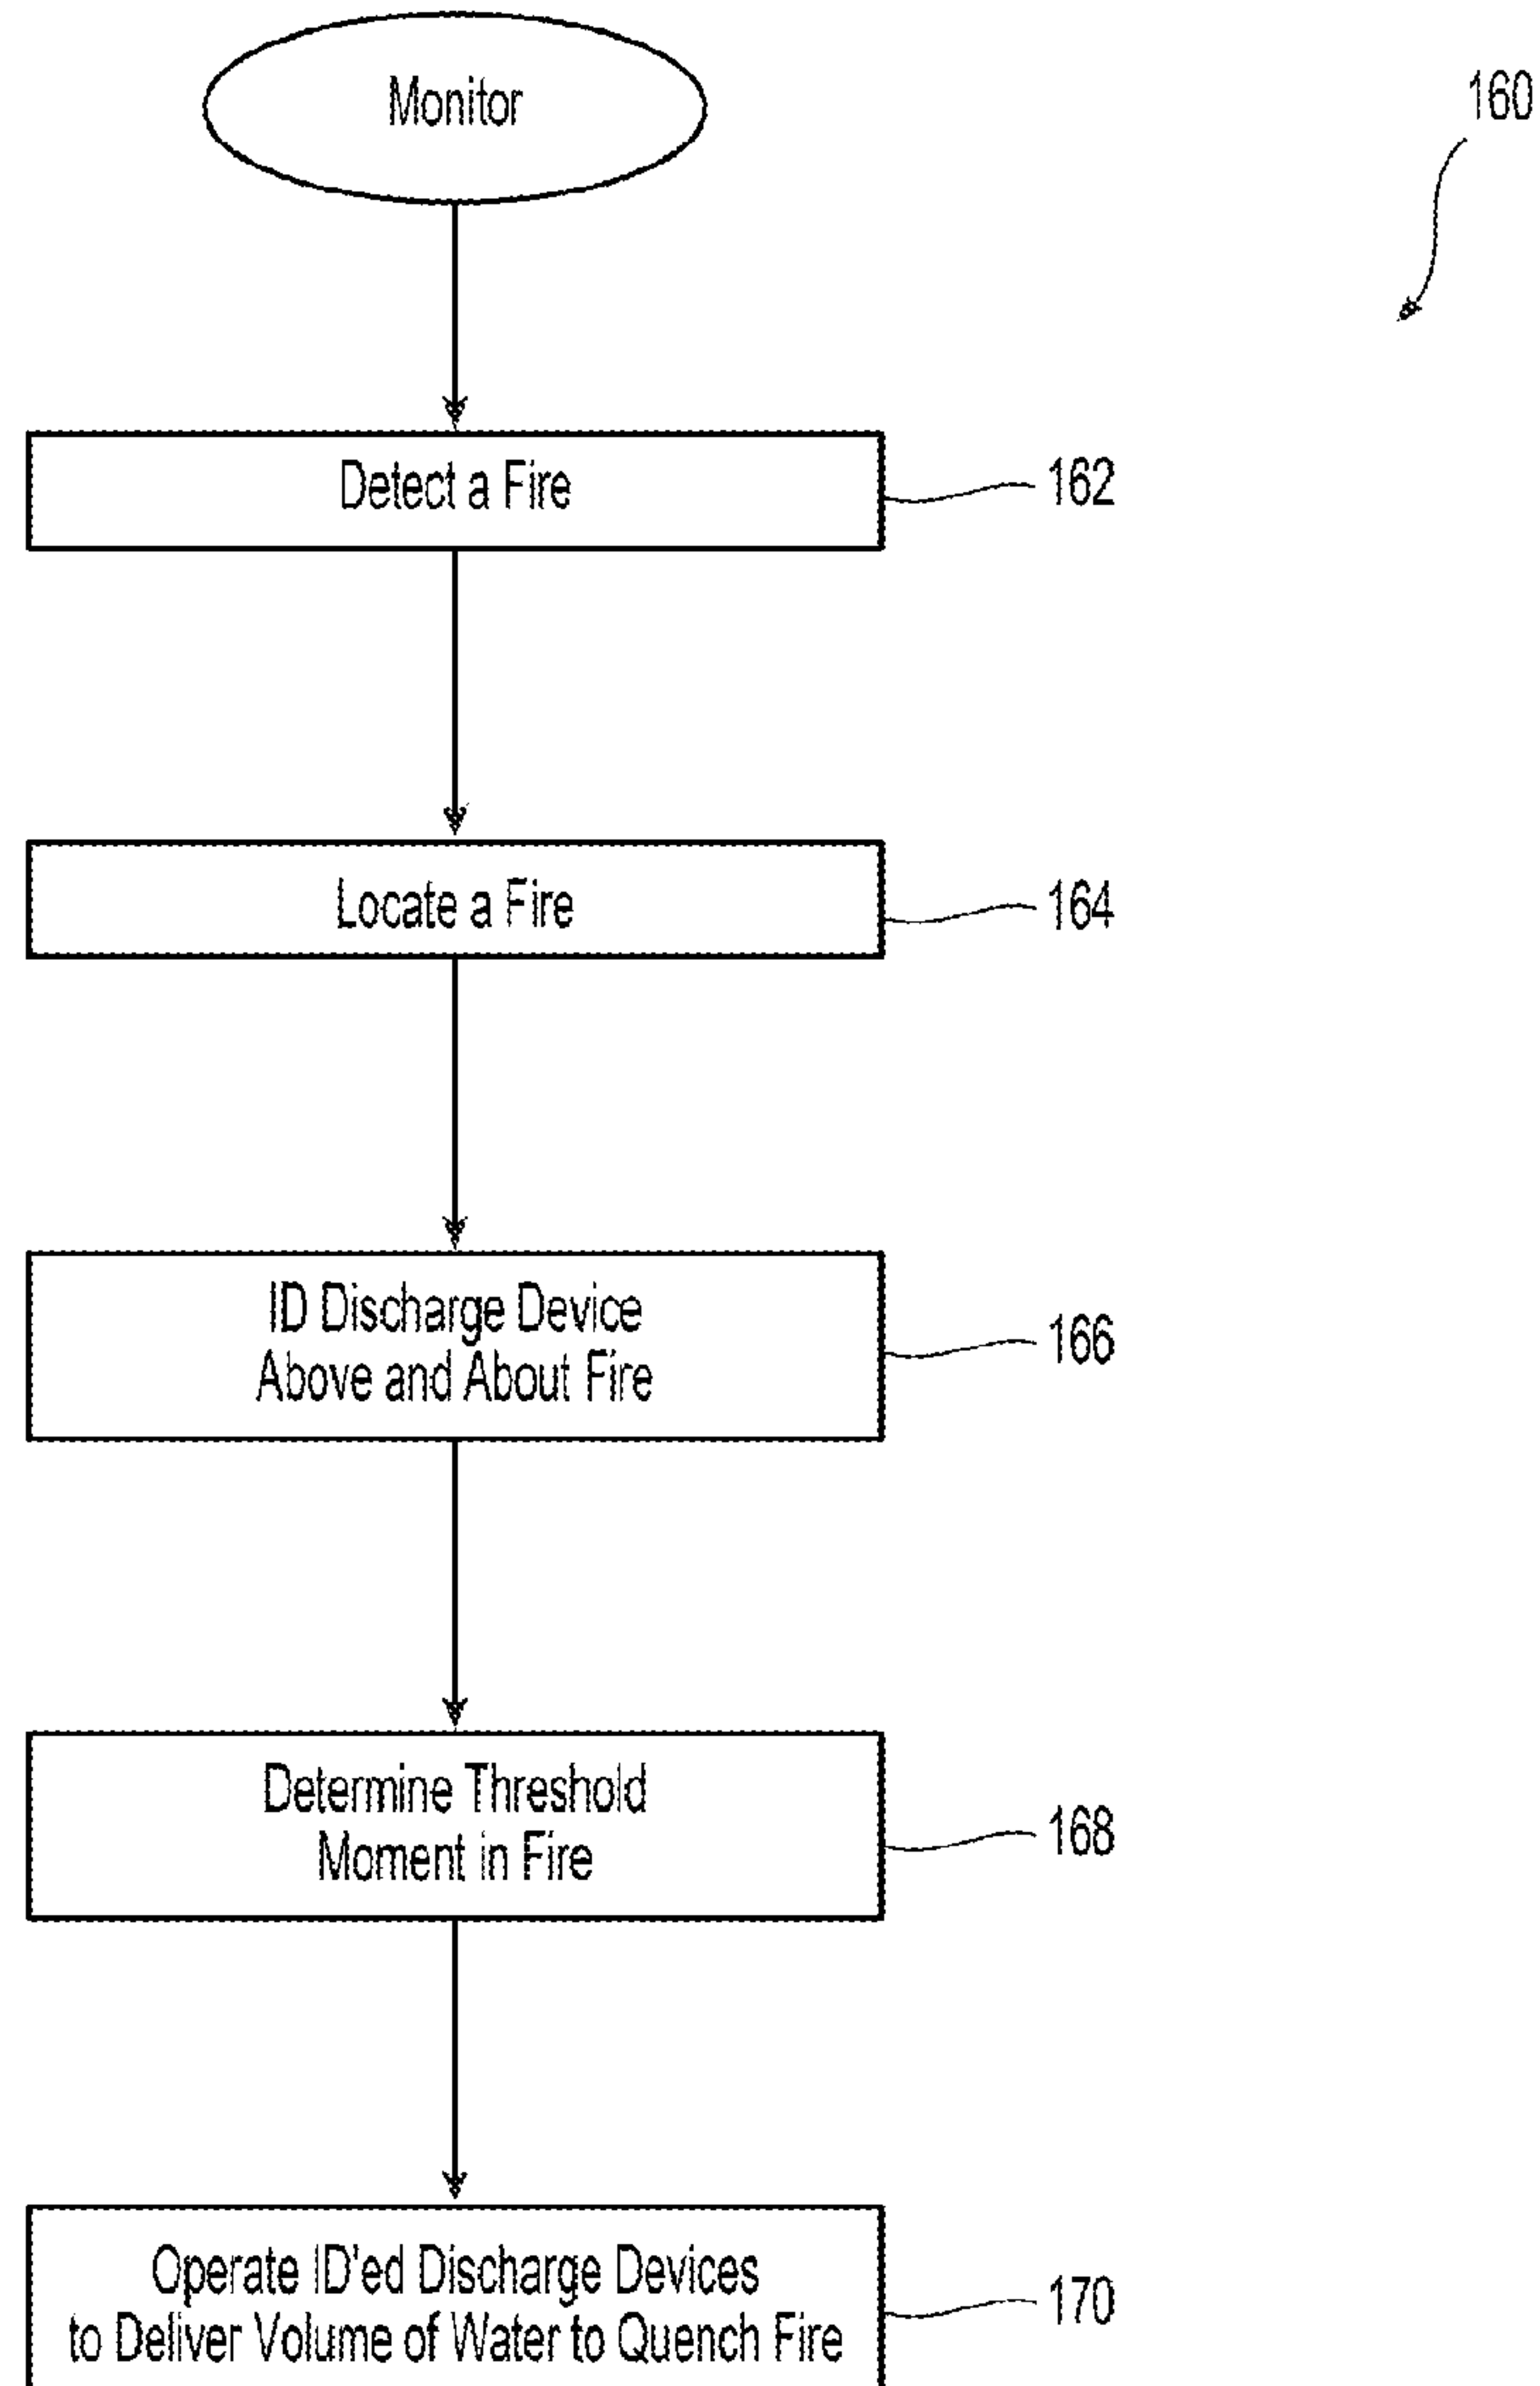 Monitor
160
Detect a Fire
162
Locate a Fire
164
ID Discharge Device
Above and About Fire
166
Determine Threshold
Moment in Fire
168
Operate ID'ed Discharge Devices
to Deliver Volume of Water to Quench Fire
170